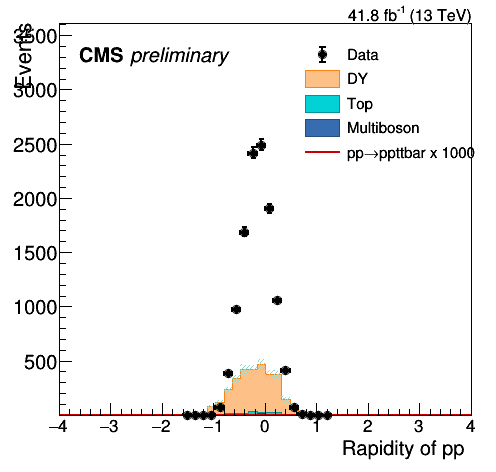 41.8 fb-1 (13 TeV)
Events
CMS preliminary
Data
DY
Top
Multiboson
pp→ppttbar x 1000
3500
3000
2500
2000
1500
1000
500
−4 −3 −2 −1 0 1 2 3 4
Rapidity of pp